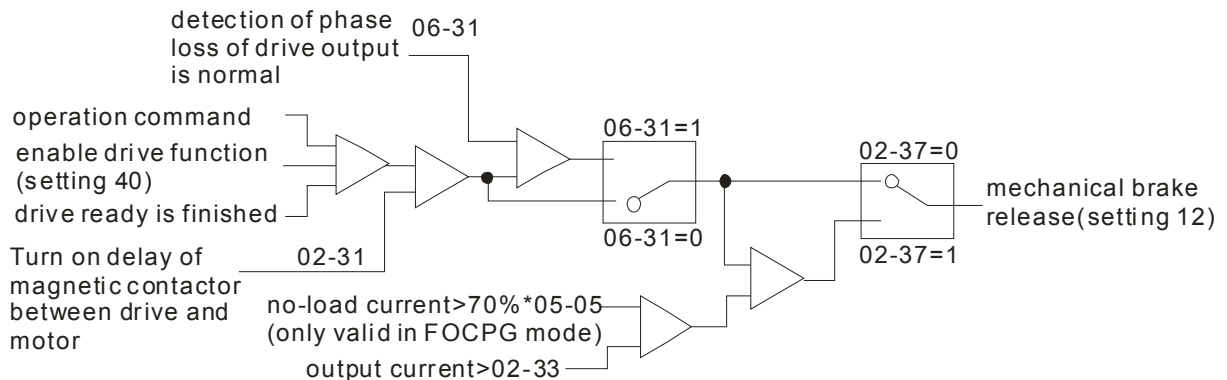 detection of phase
loss of drive output
is normal
06-31
operation command
enable drive function
(setting 40)
drive ready is finished
Turn on delay of
magnetic contactor
between drive and
motor
02-31
06-31=1
06-31=0
no-load current>70%*05-05
(only valid in FOCPG mode)
output current>02-33
02-37=0
02-37=1
mechanical brake
release(setting 12)